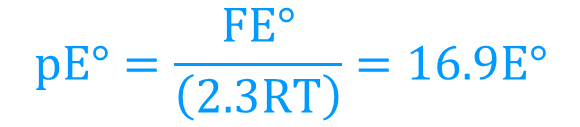 pE° = FE° / (2.3RT) = 16.9E°